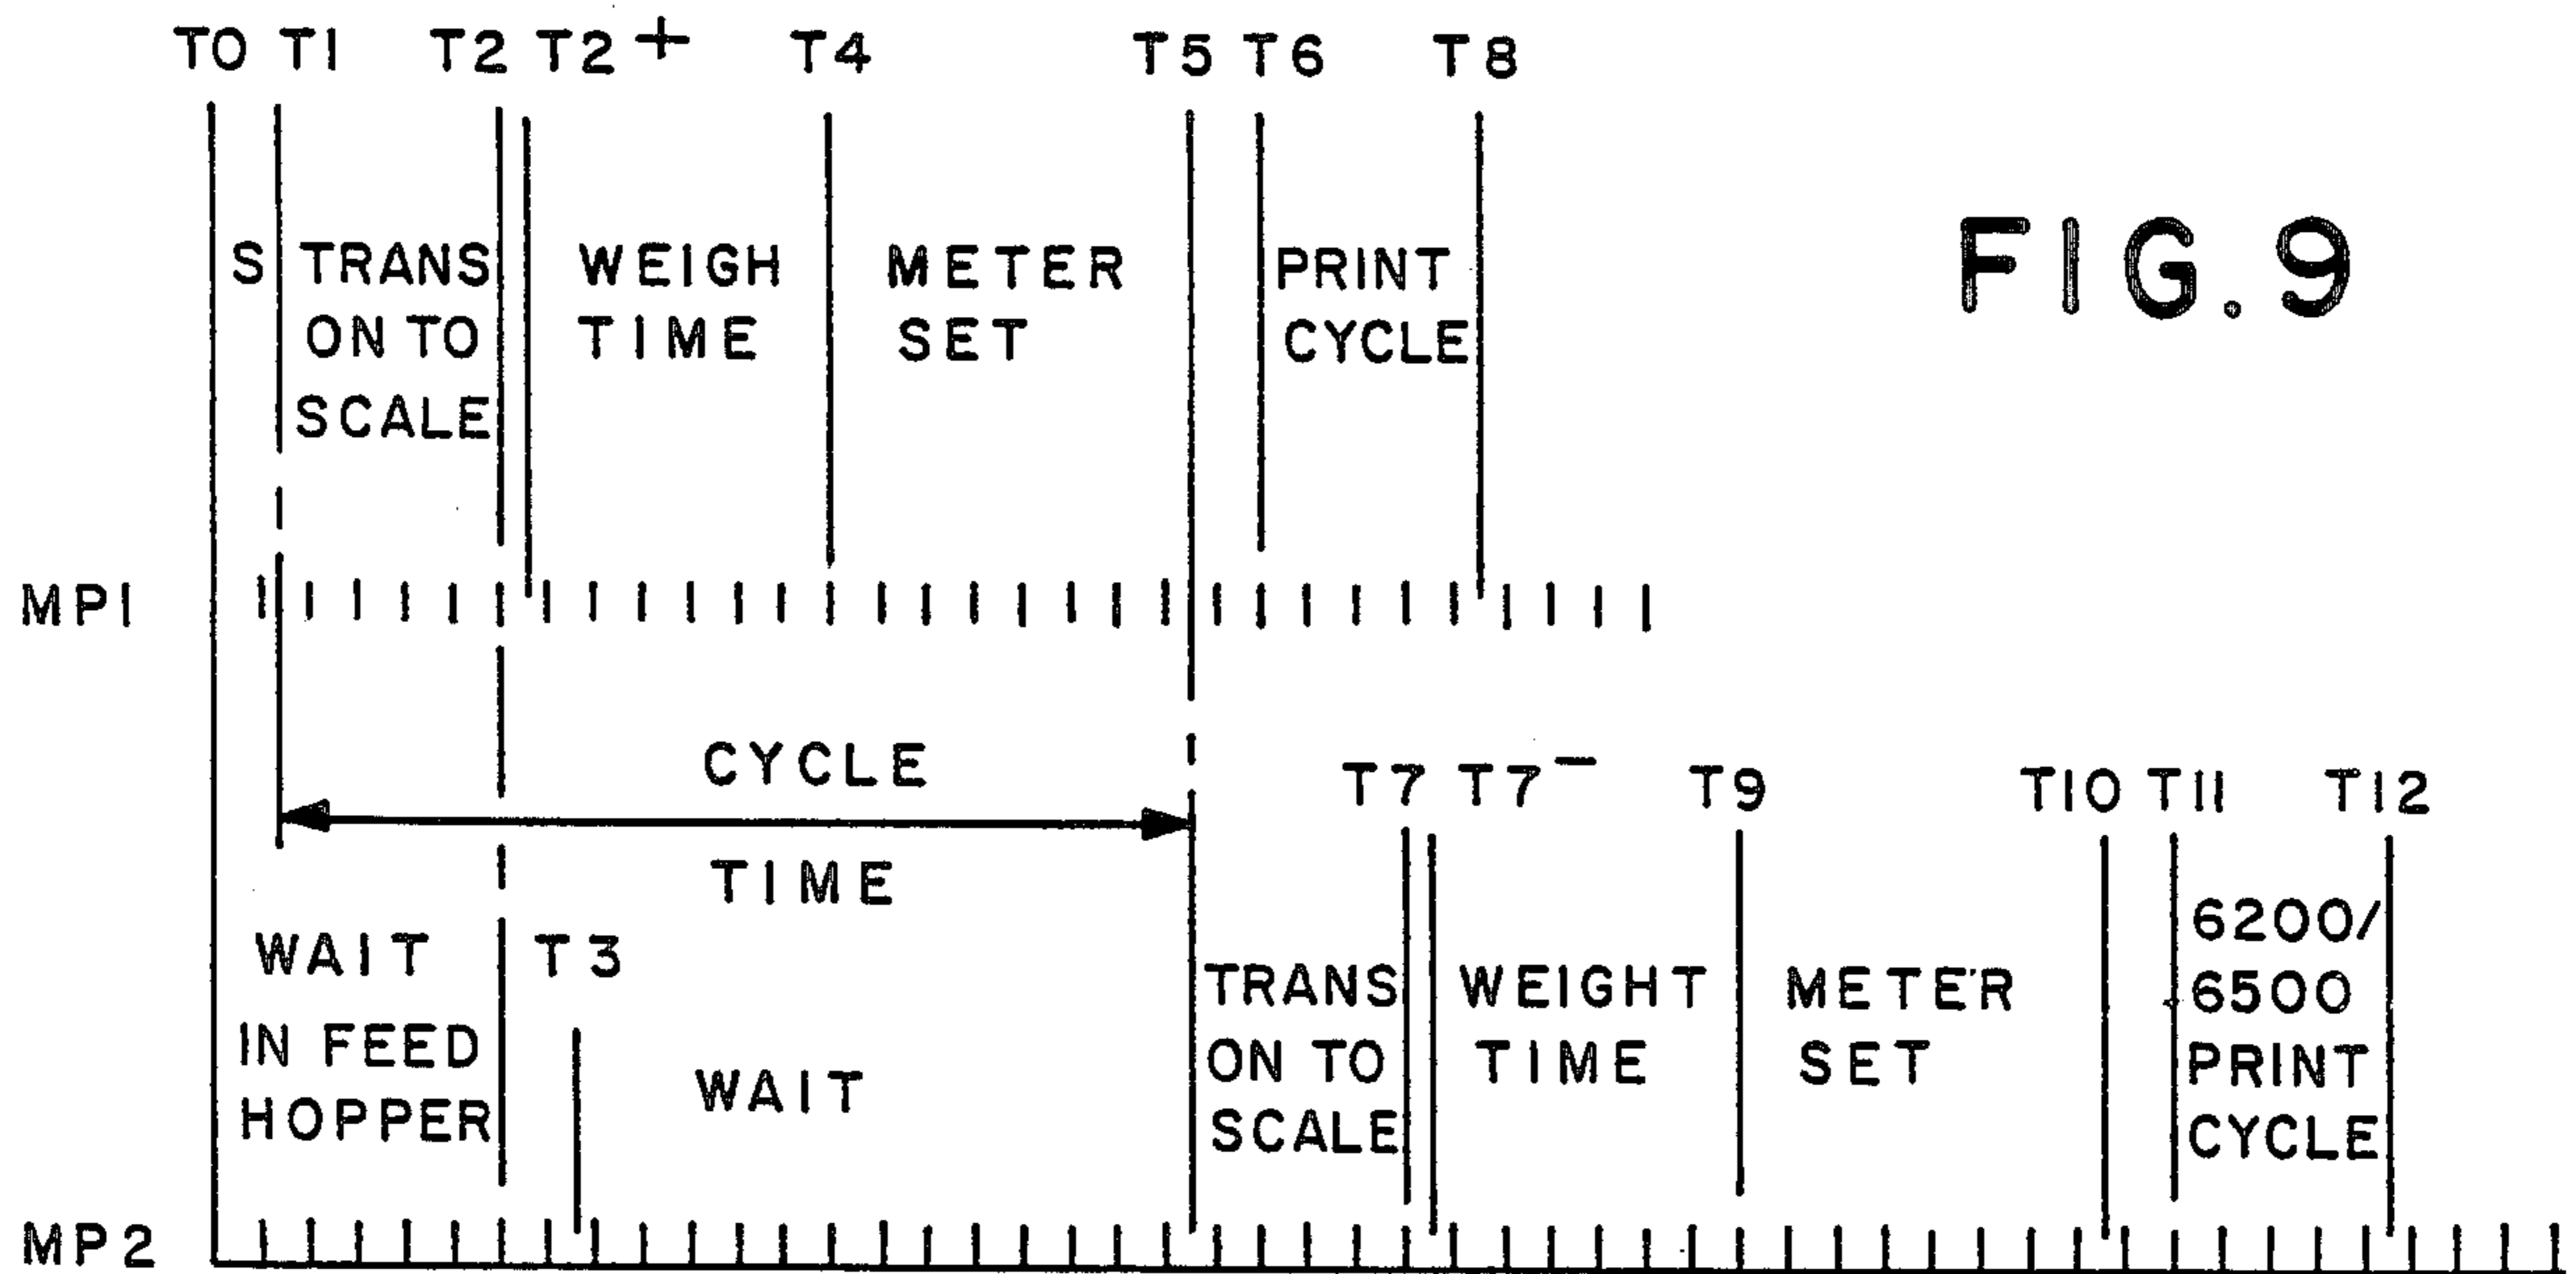 T0 T1 T2 T2+ T4 T5 T6 T8
S TRANS ON TO SCALE
WEIGH TIME
METER SET
PRINT CYCLE
FIG. 9
MP1
CYCLE TIME
T7 T7- T9 T10 T11 T12
WAIT IN FEED HOPPER
T3
WAIT
TRANS ON TO SCALE
WEIGHT TIME
METER SET
6200/ 6500 PRINT CYCLE
MP2